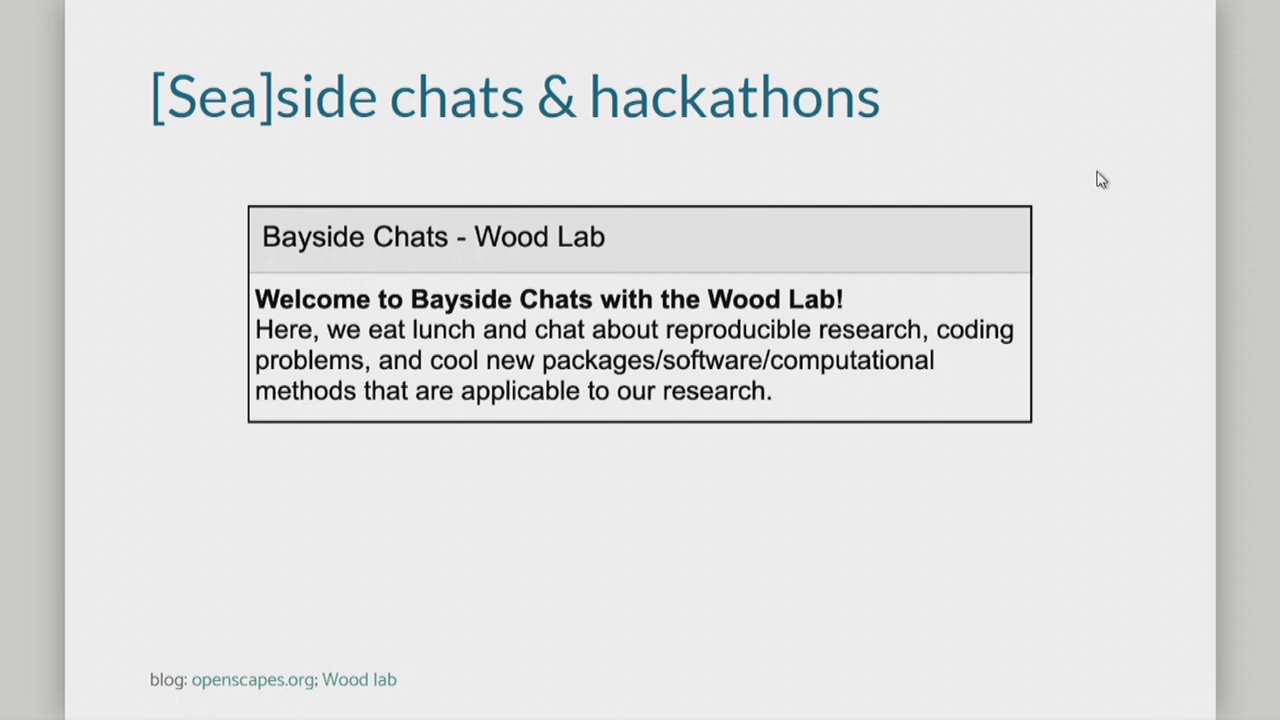 [Sea]side chats & hackathons
Bayside Chats - Wood Lab
Welcome to Bayside Chats with the Wood Lab!
Here, we eat lunch and chat about reproducible research, coding
problems, and cool new packages/software/computational
methods that are applicable to our research.
blog: openscapes.org; Wood lab